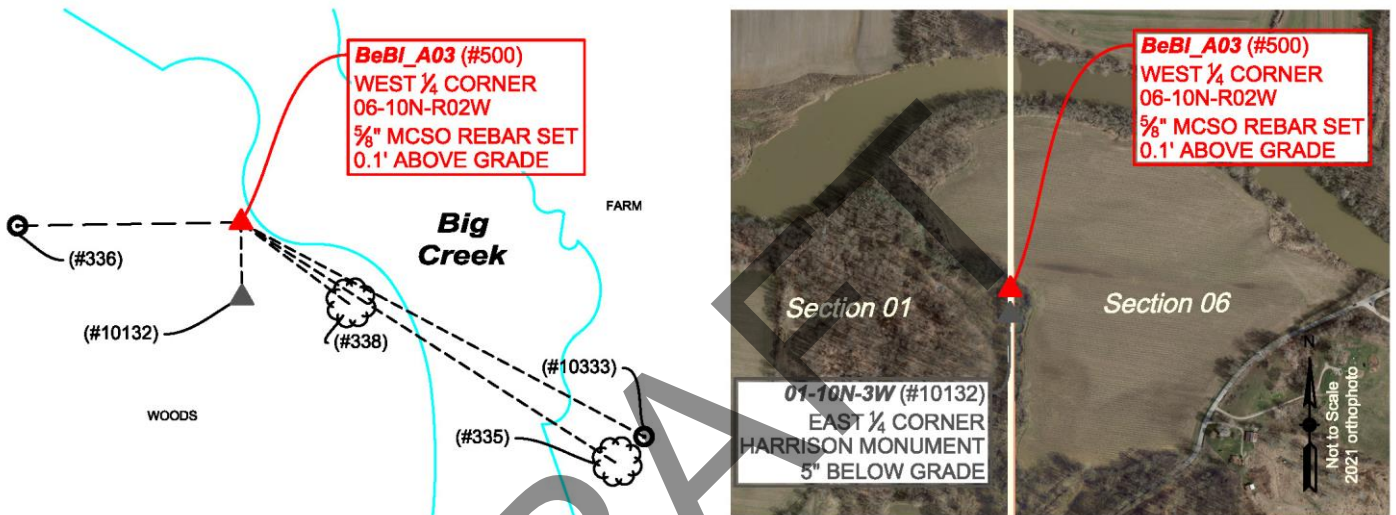 BeBl_A03 (#500)
WEST ¼ CORNER
06-10N-R02W
⅝" MCSO REBAR SET
0.1' ABOVE GRADE
FARM
Big
Creek
(#336)
(#10132)
(#338)
(#10333)
(#335)
WOODS
BeBl_A03 (#500)
WEST ¼ CORNER
06-10N-R02W
⅝" MCSO REBAR SET
0.1' ABOVE GRADE
Section 01
Section 06
01-10N-3W (#10132)
EAST ¼ CORNER
HARRISON MONUMENT
5" BELOW GRADE
N
Not to Scale
2021 orthophoto
RAFT